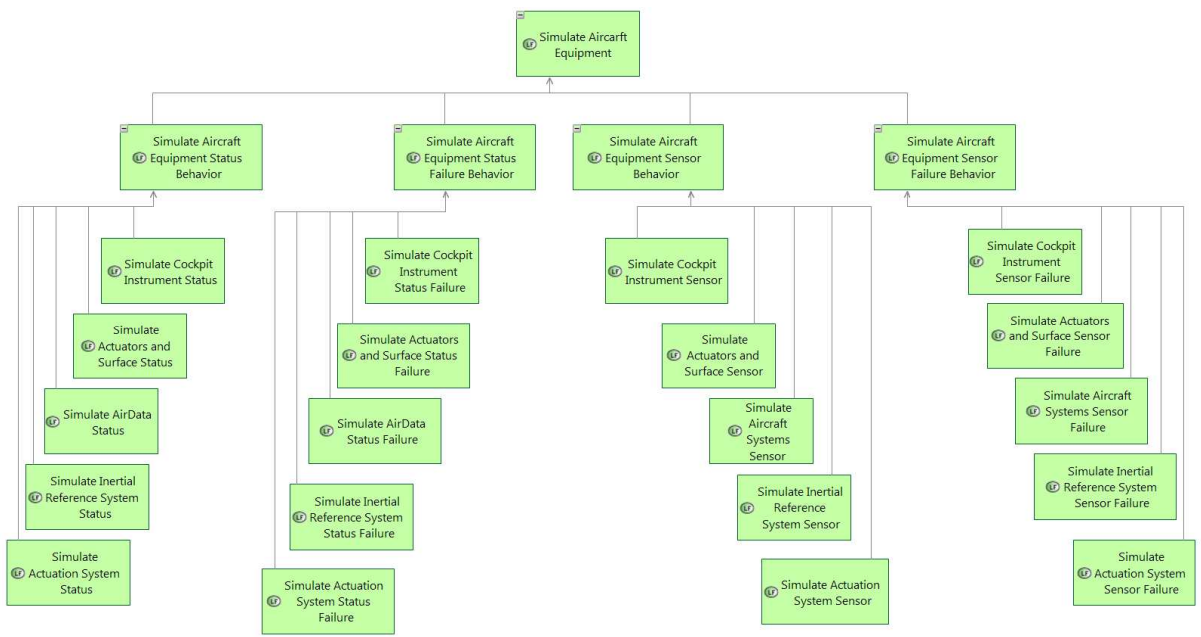 Simulate Aircarft
Equipment
Simulate Aircraft
Equipment Status
Behavior
Simulate Aircraft
Equipment Status
Failure Behavior
Simulate Aircraft
Equipment Sensor
Behavior
Simulate Aircraft
Equipment Sensor
Failure Behavior
Simulate Cockpit
Instrument Status
Simulate
Actuators and
Surface Status
Simulate AirData
Status
Simulate Inertial
Reference System
Status
Simulate
Actuation System
Status
Simulate Cockpit
Instrument
Status Failure
Simulate Actuators
and Surface Status
Failure
Simulate AirData
Status Failure
Simulate Inertial
Reference System
Status Failure
Simulate Actuation
System Status
Failure
Simulate Cockpit
Instrument Sensor
Simulate
Actuators and
Surface Sensor
Simulate
Aircraft
Systems
Sensor
Simulate Inertial
Reference
System Sensor
Simulate Actuation
System Sensor
Simulate Cockpit
Instrument
Sensor Failure
Simulate Actuators
and Surface Sensor
Failure
Simulate Aircraft
Systems Sensor
Failure
Simulate Inertial
Reference System
Sensor Failure
Simulate
Actuation System
Sensor Failure